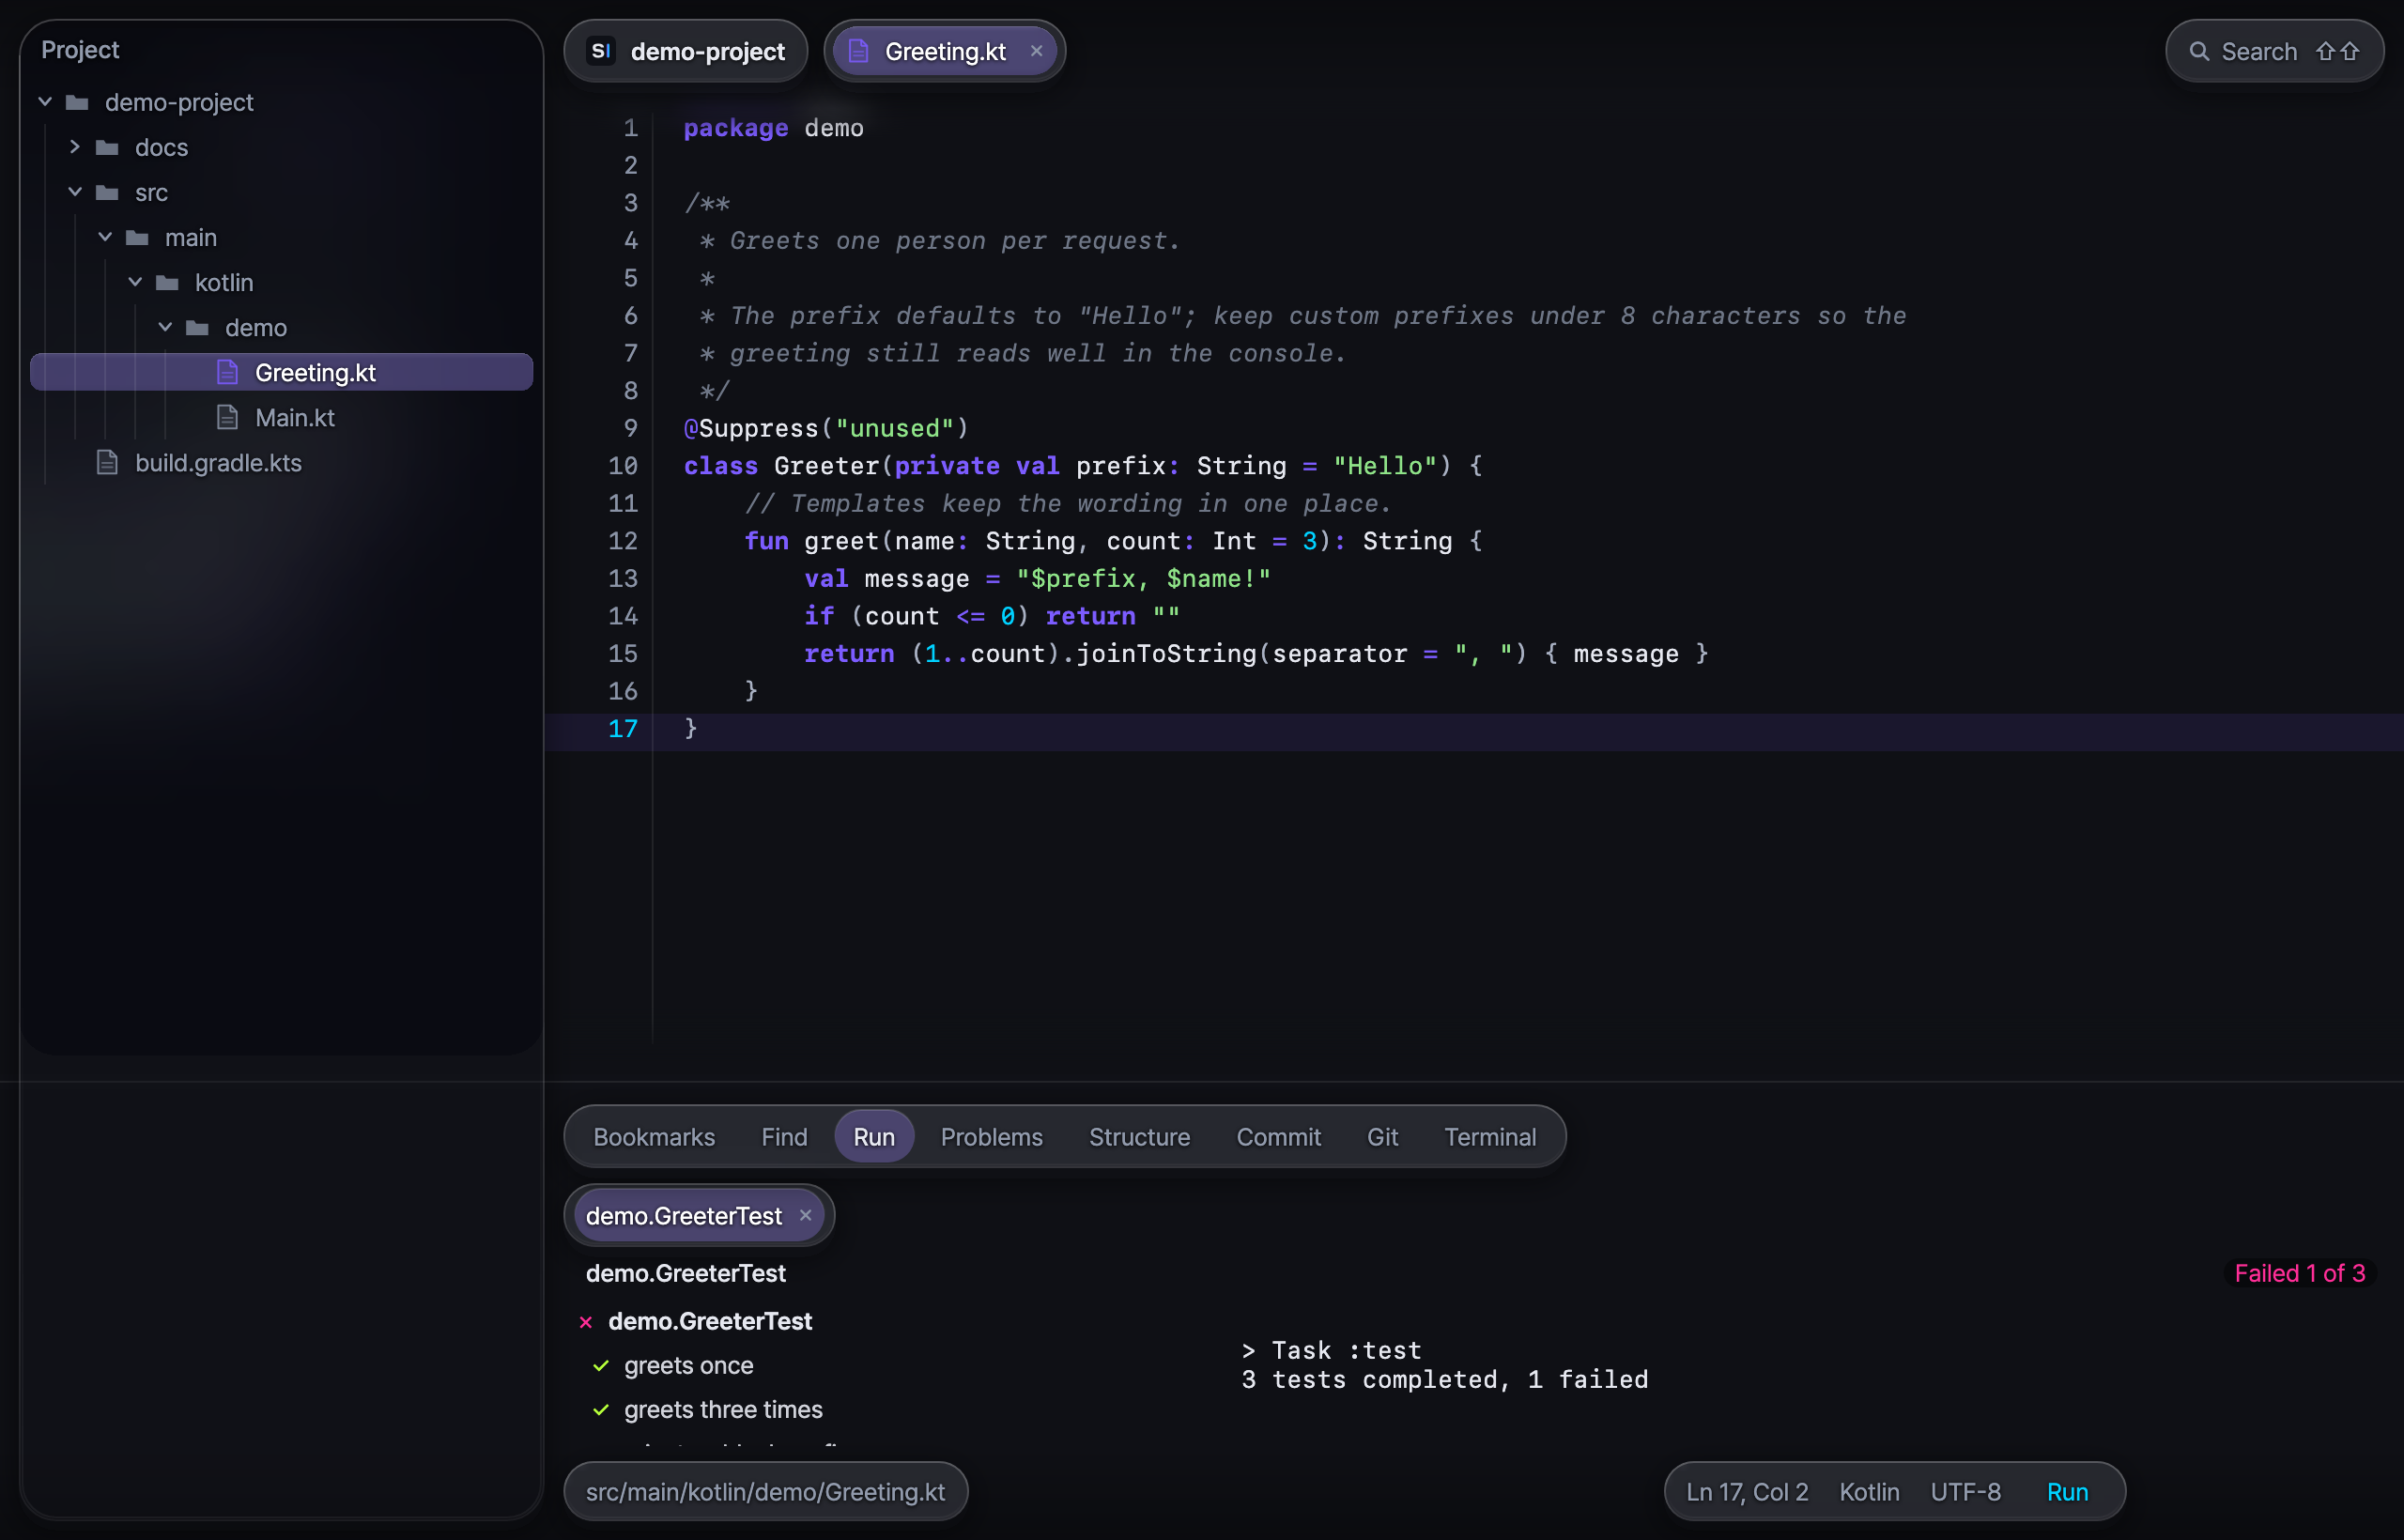 Project
demo-project
docs
src
main
kotlin
demo
Greeting.kt
Main.kt
build.gradle.kts
SI demo-project
Greeting.kt ×
Search ⇧⇧
1 package demo
2
3 /**
4  * Greets one person per request.
5  *
6  * The prefix defaults to "Hello"; keep custom prefixes under 8 characters so the
7  * greeting still reads well in the console.
8  */
9 @Suppress("unused")
10 class Greeter(private val prefix: String = "Hello") {
11     // Templates keep the wording in one place.
12     fun greet(name: String, count: Int = 3): String {
13         val message = "$prefix, $name!"
14         if (count <= 0) return ""
15         return (1..count).joinToString(separator = ", ") { message }
16     }
17 }
Bookmarks Find Run Problems Structure Commit Git Terminal
demo.GreeterTest ×
demo.GreeterTest
Failed 1 of 3
demo.GreeterTest
greets once
greets three times
> Task :test
3 tests completed, 1 failed
src/main/kotlin/demo/Greeting.kt
Ln 17, Col 2 Kotlin UTF-8 Run